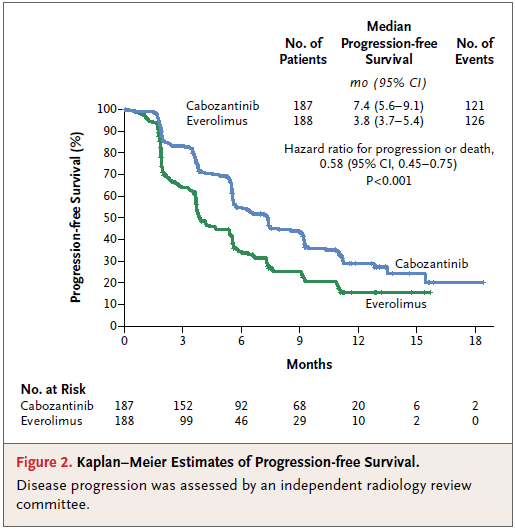 No. of Patients
Median Progression-free Survival
No. of Events
mo (95% CI)
Cabozantinib 187 7.4 (5.6–9.1) 121
Everolimus 188 3.8 (3.7–5.4) 126
Hazard ratio for progression or death,
0.58 (95% CI, 0.45–0.75)
P<0.001
Progression-free Survival (%)
100
90
80
70
60
50
40
30
20
10
0
Cabozantinib
Everolimus
0 3 6 9 12 15 18
Months
No. at Risk
Cabozantinib 187 152 92 68 20 6 2
Everolimus 188 99 46 29 10 2 0
Figure 2. Kaplan–Meier Estimates of Progression-free Survival.
Disease progression was assessed by an independent radiology review
committee.